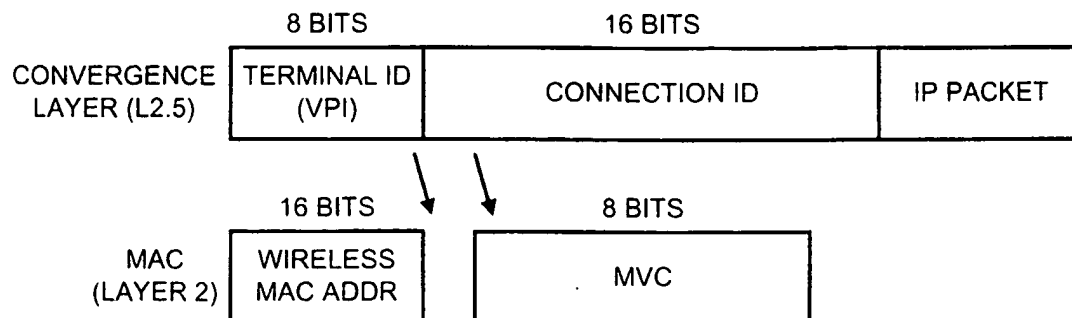 8 BITS
16 BITS
CONVERGENCE
LAYER (L2.5)
TERMINAL ID
(VPI)
CONNECTION ID
IP PACKET
16 BITS
8 BITS
MAC
(LAYER 2)
WIRELESS
MAC ADDR
MVC